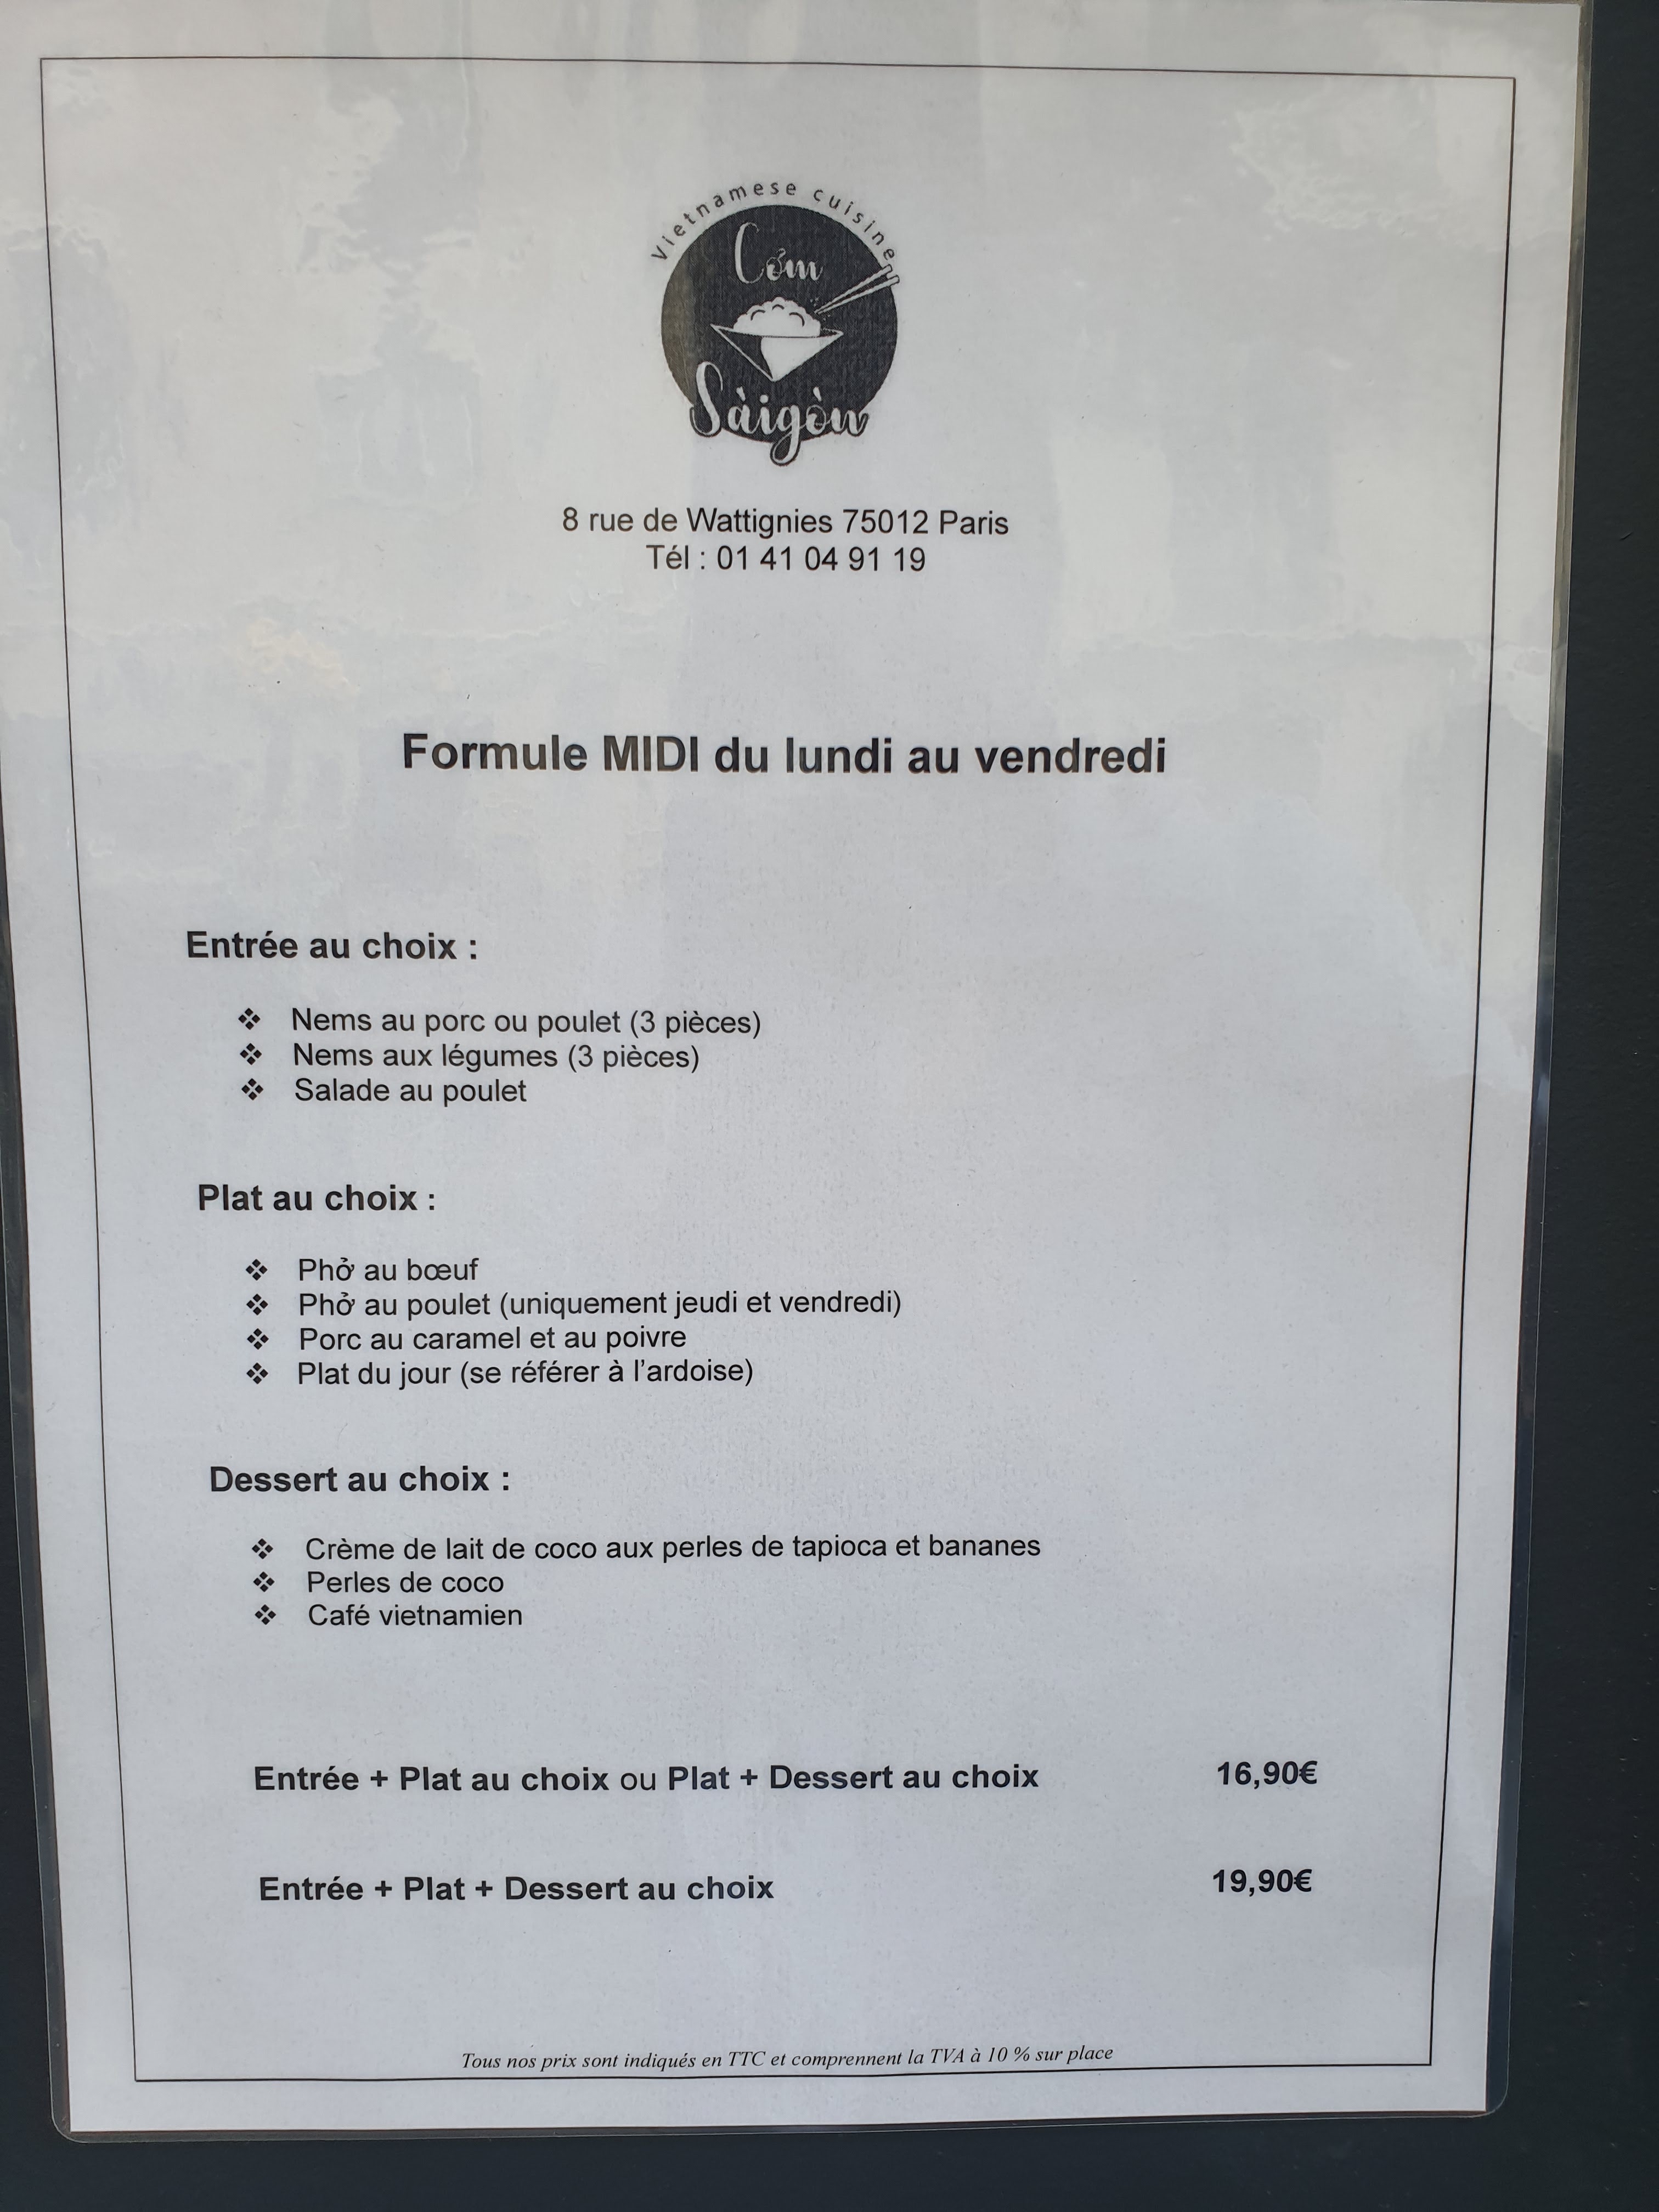 Vietnamese cuisine
Cơm
Sàigòn
8 rue de Wattignies 75012 Paris
Tél : 01 41 04 91 19
Formule MIDI du lundi au vendredi
Entrée au choix :
❖ Nems au porc ou poulet (3 pièces)
❖ Nems aux légumes (3 pièces)
❖ Salade au poulet
Plat au choix :
❖ Phở au bœuf
❖ Phở au poulet (uniquement jeudi et vendredi)
❖ Porc au caramel et au poivre
❖ Plat du jour (se référer à l’ardoise)
Dessert au choix :
❖ Crème de lait de coco aux perles de tapioca et bananes
❖ Perles de coco
❖ Café vietnamien
Entrée + Plat au choix ou Plat + Dessert au choix 16,90€
Entrée + Plat + Dessert au choix 19,90€
Tous nos prix sont indiqués en TTC et comprennent la TVA à 10 % sur place